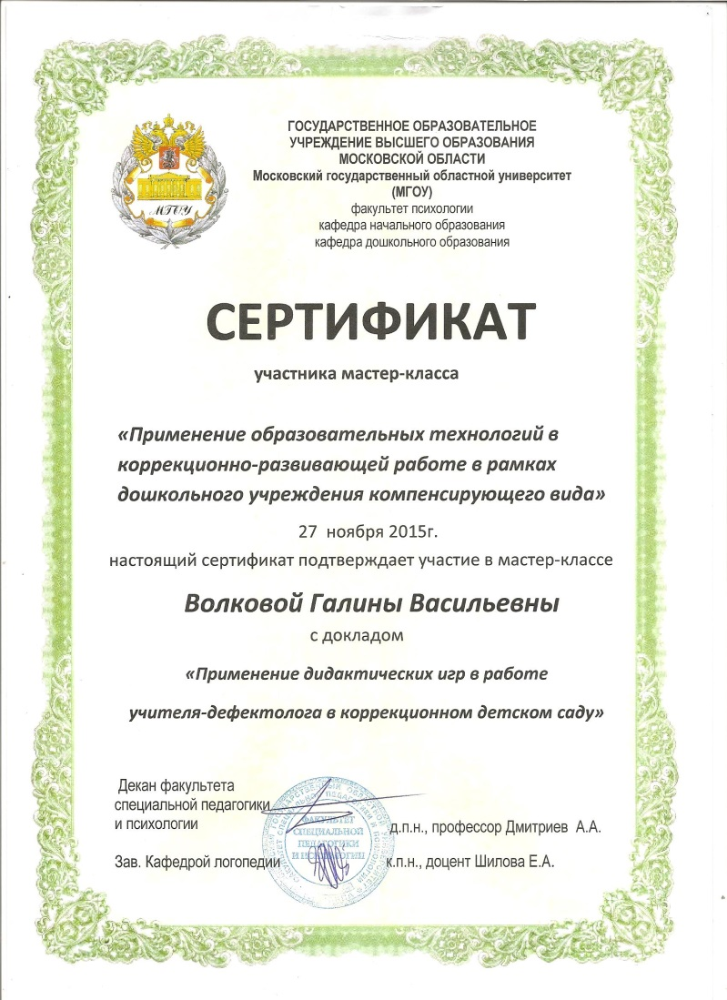 ГОСУДАРСТВЕННОЕ ОБРАЗОВАТЕЛЬНОЕ
УЧРЕЖДЕНИЕ ВЫСШЕГО ОБРАЗОВАНИЯ
МОСКОВСКОЙ ОБЛАСТИ
Московский государственный областной университет
(МГОУ)
факультет психологии
кафедра начального образования
кафедра дошкольного образования
МГОУ
СЕРТИФИКАТ
участника мастер-класса
«Применение образовательных технологий в
коррекционно-развивающей работе в рамках
дошкольного учреждения компенсирующего вида»
27 ноября 2015г.
настоящий сертификат подтверждает участие в мастер-классе
Волковой Галины Васильевны
с докладом
«Применение дидактических игр в работе
учителя-дефектолога в коррекционном детском саду»
Декан факультета
специальной педагогики
и психологии
д.п.н., профессор Дмитриев А.А.
Зав. Кафедрой логопедии
к.п.н., доцент Шилова Е.А.
ФАКУЛЬТЕТ
СПЕЦИАЛЬНОЙ
ПЕДАГОГИКИ
И ПСИХОЛОГИИ